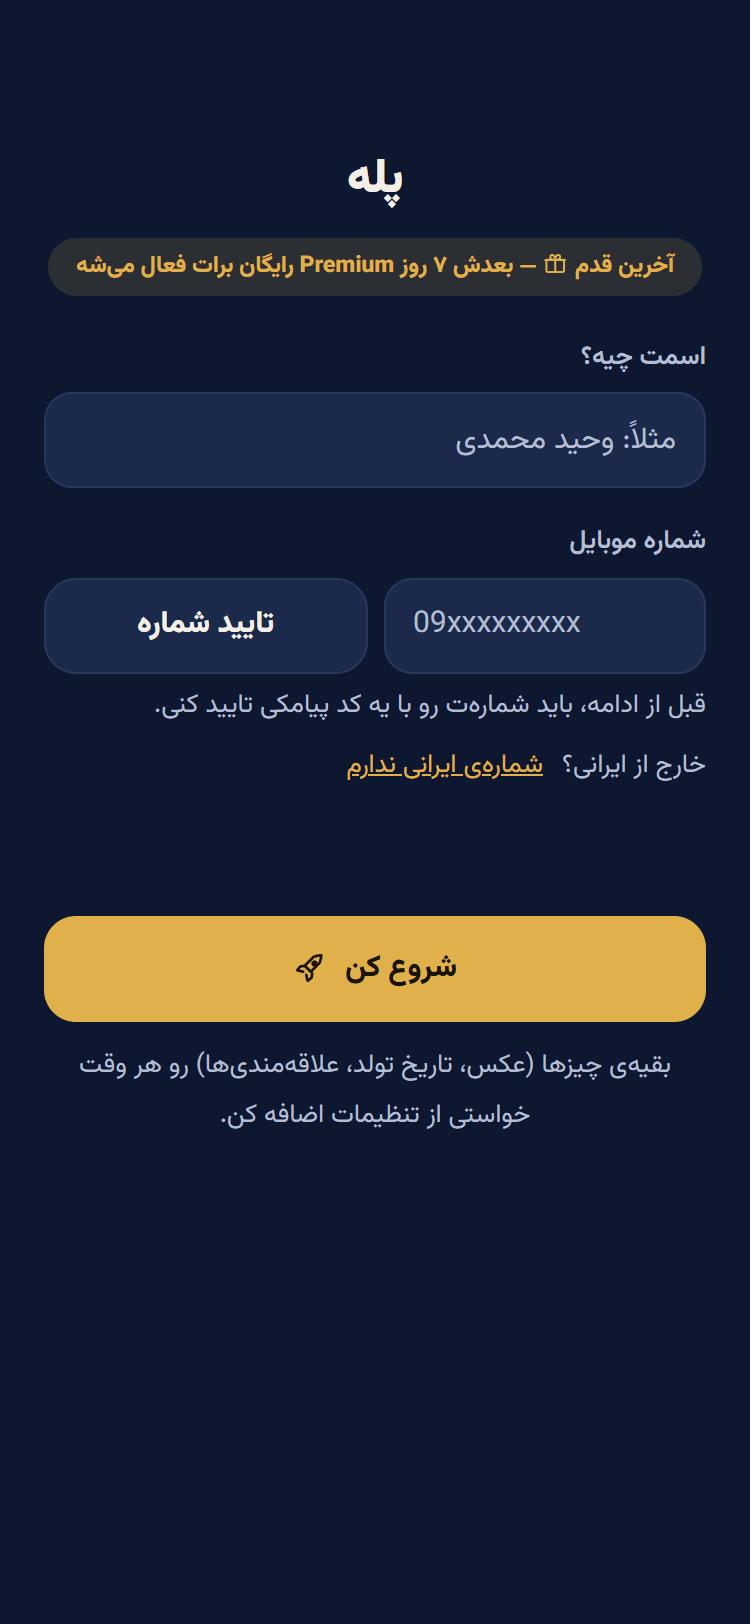 پله
آخرین قدم – بعدش ۷ روز Premium رایگان برات فعال می‌شه
اسمت چیه؟
مثلاً: وحید محمدی
شماره موبایل
09xxxxxxxxx
تایید شماره
قبل از ادامه، باید شماره‌ت رو با یه کد پیامکی تایید کنی.
خارج از ایرانی؟ شماره‌ی ایرانی ندارم
شروع کن
بقیه‌ی چیزها (عکس، تاریخ تولد، علاقه‌مندی‌ها) رو هر وقت
خواستی از تنظیمات اضافه کن.